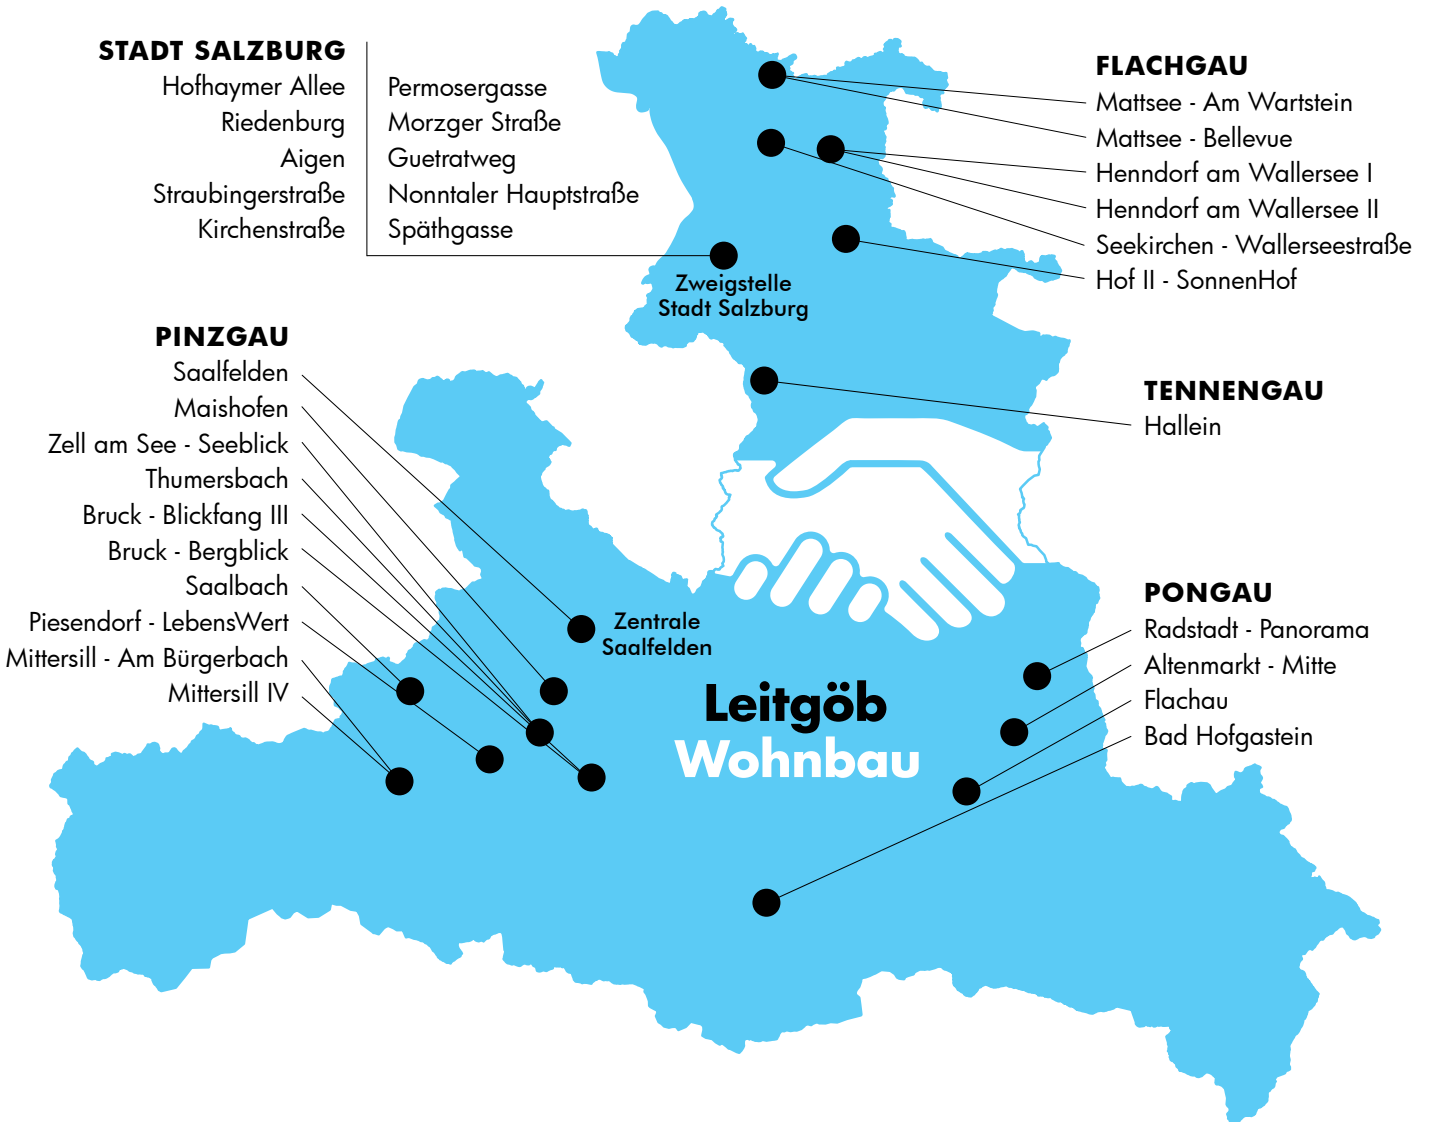 STADT SALZBURG
Hofhaymer Allee
Riedenburg
Aigen
Straubingerstraße
Kirchenstraße
Permosergasse
Morzger Straße
Guetratweg
Nonntaler Hauptstraße
Späthgasse
Zweigstelle
Stadt Salzburg
FLACHGAU
Mattsee - Am Wartstein
Mattsee - Bellevue
Henndorf am Wallersee I
Henndorf am Wallersee II
Seekirchen - Wallerseestraße
Hof II - SonnenHof
PINZGAU
Saalfelden
Maishofen
Zell am See - Seeblick
Thumersbach
Bruck - Blickfang III
Bruck - Bergblick
Saalbach
Piesendorf - LebensWert
Mittersill - Am Bürgerbach
Mittersill IV
TENNENGAU
Hallein
Zentrale
Saalfelden
Leitgöb
Wohnbau
PONGAU
Radstadt - Panorama
Altenmarkt - Mitte
Flachau
Bad Hofgastein